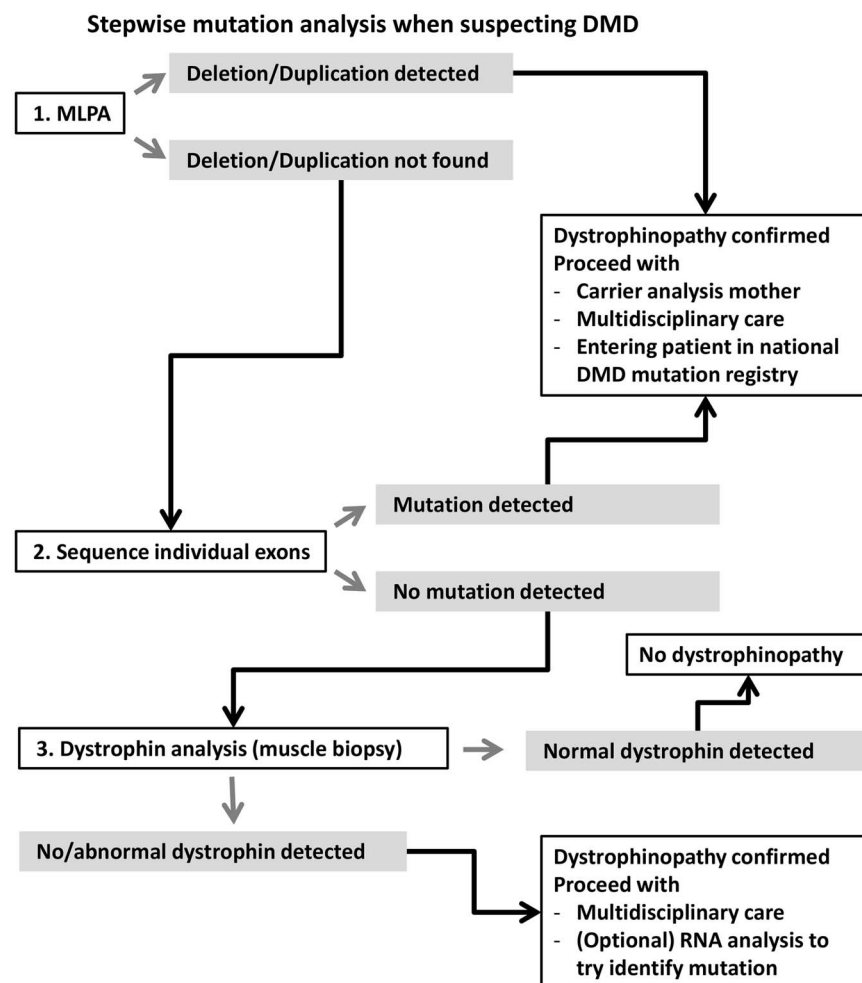 Stepwise mutation analysis when suspecting DMD
Deletion/Duplication detected
1. MLPA
Deletion/Duplication not found
Dystrophinopathy confirmed
Proceed with
- Carrier analysis mother
- Multidisciplinary care
- Entering patient in national
DMD mutation registry
Mutation detected
2. Sequence individual exons
No mutation detected
No dystrophinopathy
3. Dystrophin analysis (muscle biopsy)
Normal dystrophin detected
No/abnormal dystrophin detected
Dystrophinopathy confirmed
Proceed with
- Multidisciplinary care
- (Optional) RNA analysis to
try identify mutation